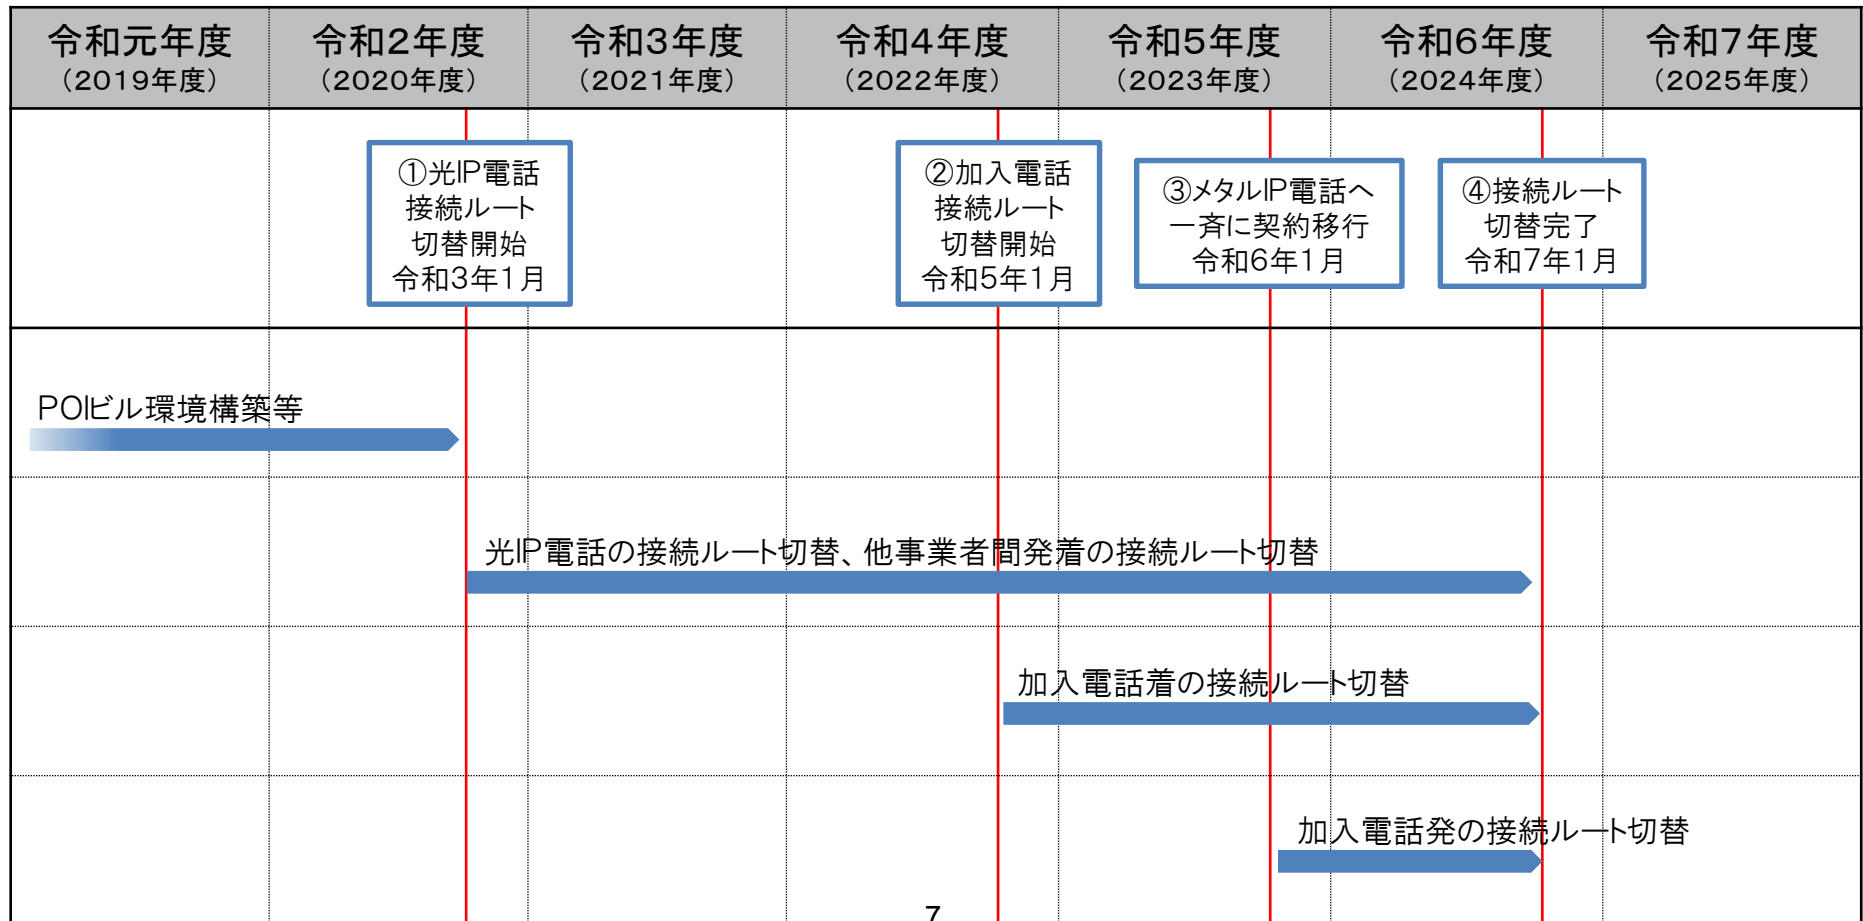 令和元年度
（2019年度）
令和２年度
（2020年度）
令和３年度
（2021年度）
令和４年度
（2022年度）
令和５年度
（2023年度）
令和６年度
（2024年度）
令和７年度
（2025年度）
①光IP電話
接続ルート
切替開始
令和3年1月
②加入電話
接続ルート
切替開始
令和5年1月
③メタルIP電話へ
一斉に契約移行
令和6年1月
④接続ルート
切替完了
令和7年1月
POIビル環境構築等
光IP電話の接続ルート切替、他事業者間発着の接続ルート切替
加入電話着の接続ルート切替
加入電話発の接続ルート切替
7